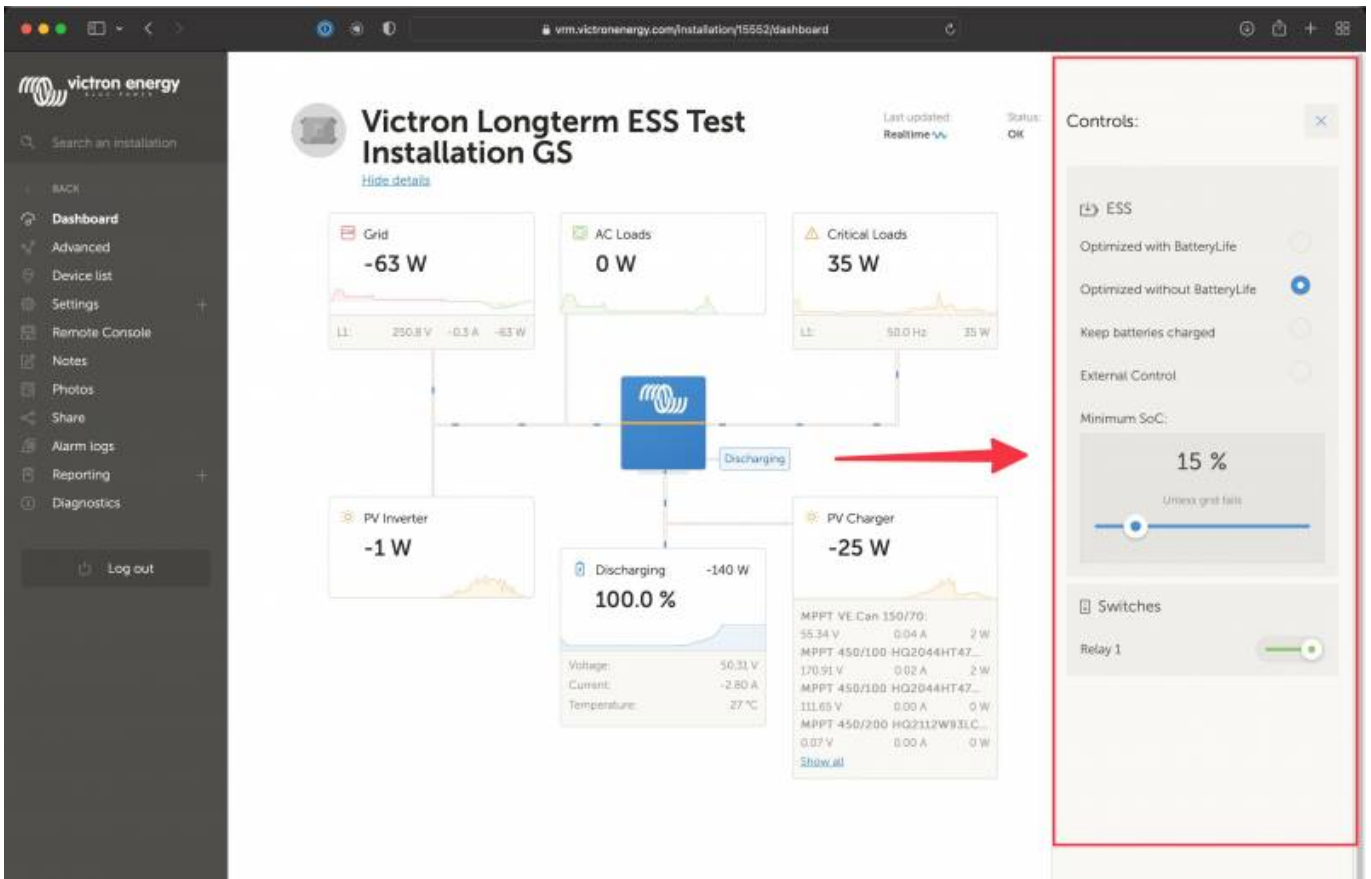 vrm.victronenergy.com/installation/15552/dashboard
victron energy
BLUE POWER
Search an installation
BACK
Dashboard
Advanced
Device list
Settings
Remote Console
Notes
Photos
Share
Alarm logs
Reporting
Diagnostics
Log out
Victron Longterm ESS Test
Installation GS
Hide details
Last updated:
Realtime
Status:
OK
Grid
-63 W
L1: 250.8 V -0.3 A -63 W
AC Loads
0 W
Critical Loads
35 W
L1: 50.0 Hz 35 W
Discharging
PV Inverter
-1 W
Discharging -140 W
100.0 %
Voltage: 50.31 V
Current: -2.80 A
Temperature: 27 °C
PV Charger
-25 W
MPPT VE.Can 150/70:
55.34 V 0.04 A 2 W
MPPT 450/100 HQ2044HT47...
170.91 V 0.02 A 2 W
MPPT 450/100 HQ2044HT47...
111.65 V 0.00 A 0 W
MPPT 450/200 HQ2112W93LC...
0.07 V 0.00 A 0 W
Show all
Controls:
ESS
Optimized with BatteryLife
Optimized without BatteryLife
Keep batteries charged
External Control
Minimum SoC:
15 %
Unless grid fails
Switches
Relay 1